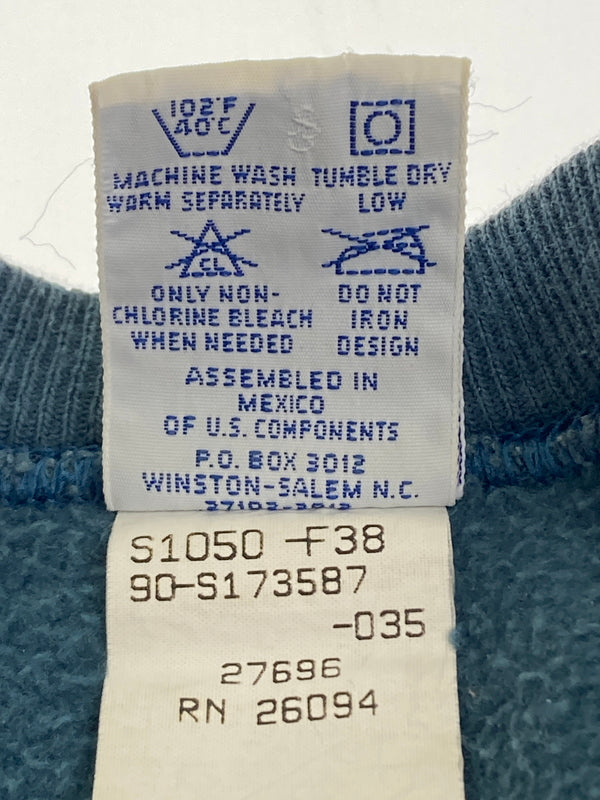 102°F
40°C
MACHINE WASH
WARM SEPARATELY
TUMBLE DRY
LOW
CL
ONLY NON-
CHLORINE BLEACH
WHEN NEEDED
DO NOT
IRON
DESIGN
ASSEMBLED IN
MEXICO
OF U.S. COMPONENTS
P.O. BOX 3012
WINSTON-SALEM N.C.
S1050 -F38
90-S173587
-035
27696
RN 26094